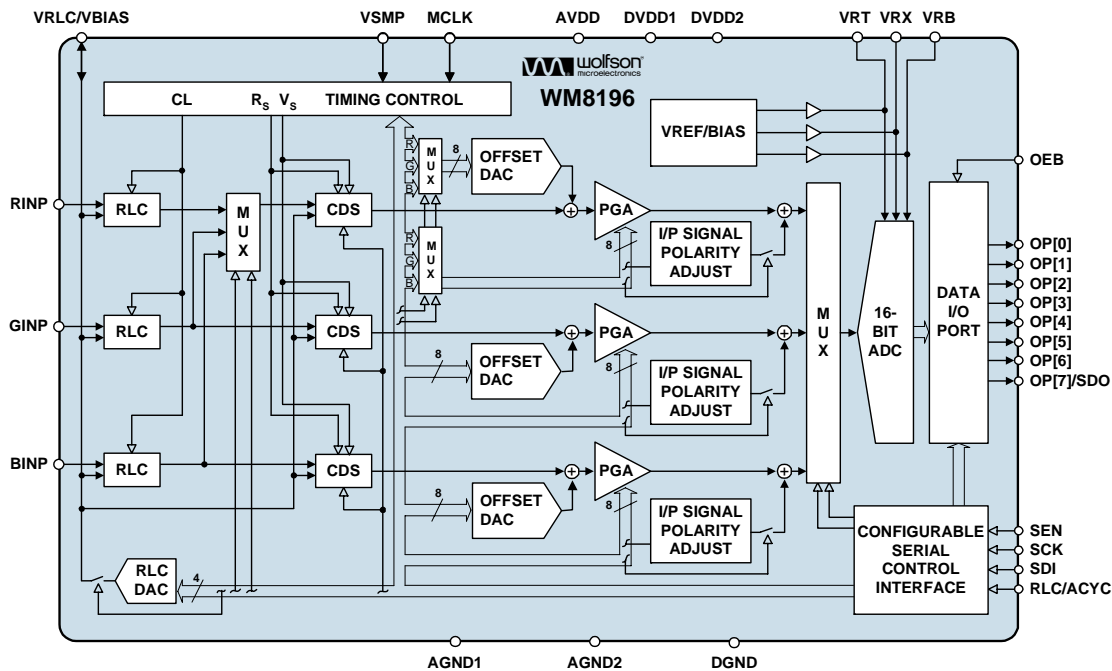 VRLC/VBIAS VSMP MCLK AVDD DVDD1 DVDD2 VRT VRX VRB
wolfson
microelectronics
WM8196
CL RS VS TIMING CONTROL
VREF/BIAS
OEB
R
G
B
MUX
8
OFFSET
DAC
RINP
RLC
MUX
CDS
PGA
R
G
B
MUX
8
I/P SIGNAL
POLARITY
ADJUST
MUX
16-
BIT
ADC
DATA
I/O
PORT
OP[0]
OP[1]
OP[2]
OP[3]
OP[4]
OP[5]
OP[6]
OP[7]/SDO
GINP
RLC
CDS
PGA
8
OFFSET
DAC
8
I/P SIGNAL
POLARITY
ADJUST
BINP
RLC
CDS
PGA
8
OFFSET
DAC
8
I/P SIGNAL
POLARITY
ADJUST
CONFIGURABLE
SERIAL
CONTROL
INTERFACE
SEN
SCK
SDI
RLC/ACYC
RLC
DAC
4
AGND1 AGND2 DGND